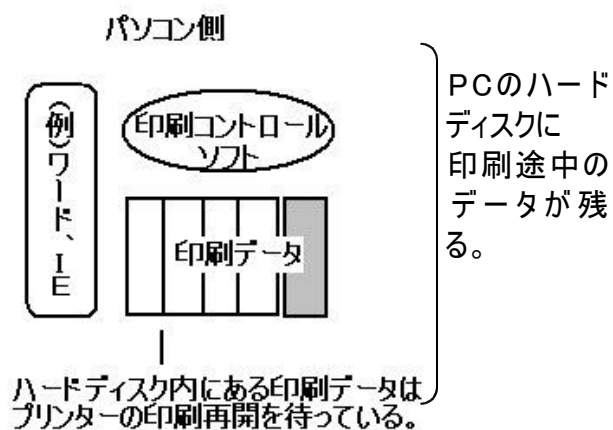 パソコン側
(例)ワード、IE
印刷コントロール
ソフト
印刷データ
ハードディスク内にある印刷データは
プリンターの印刷再開を待っている。
PCのハード
ディスクに
印刷途中の
データが残
る。